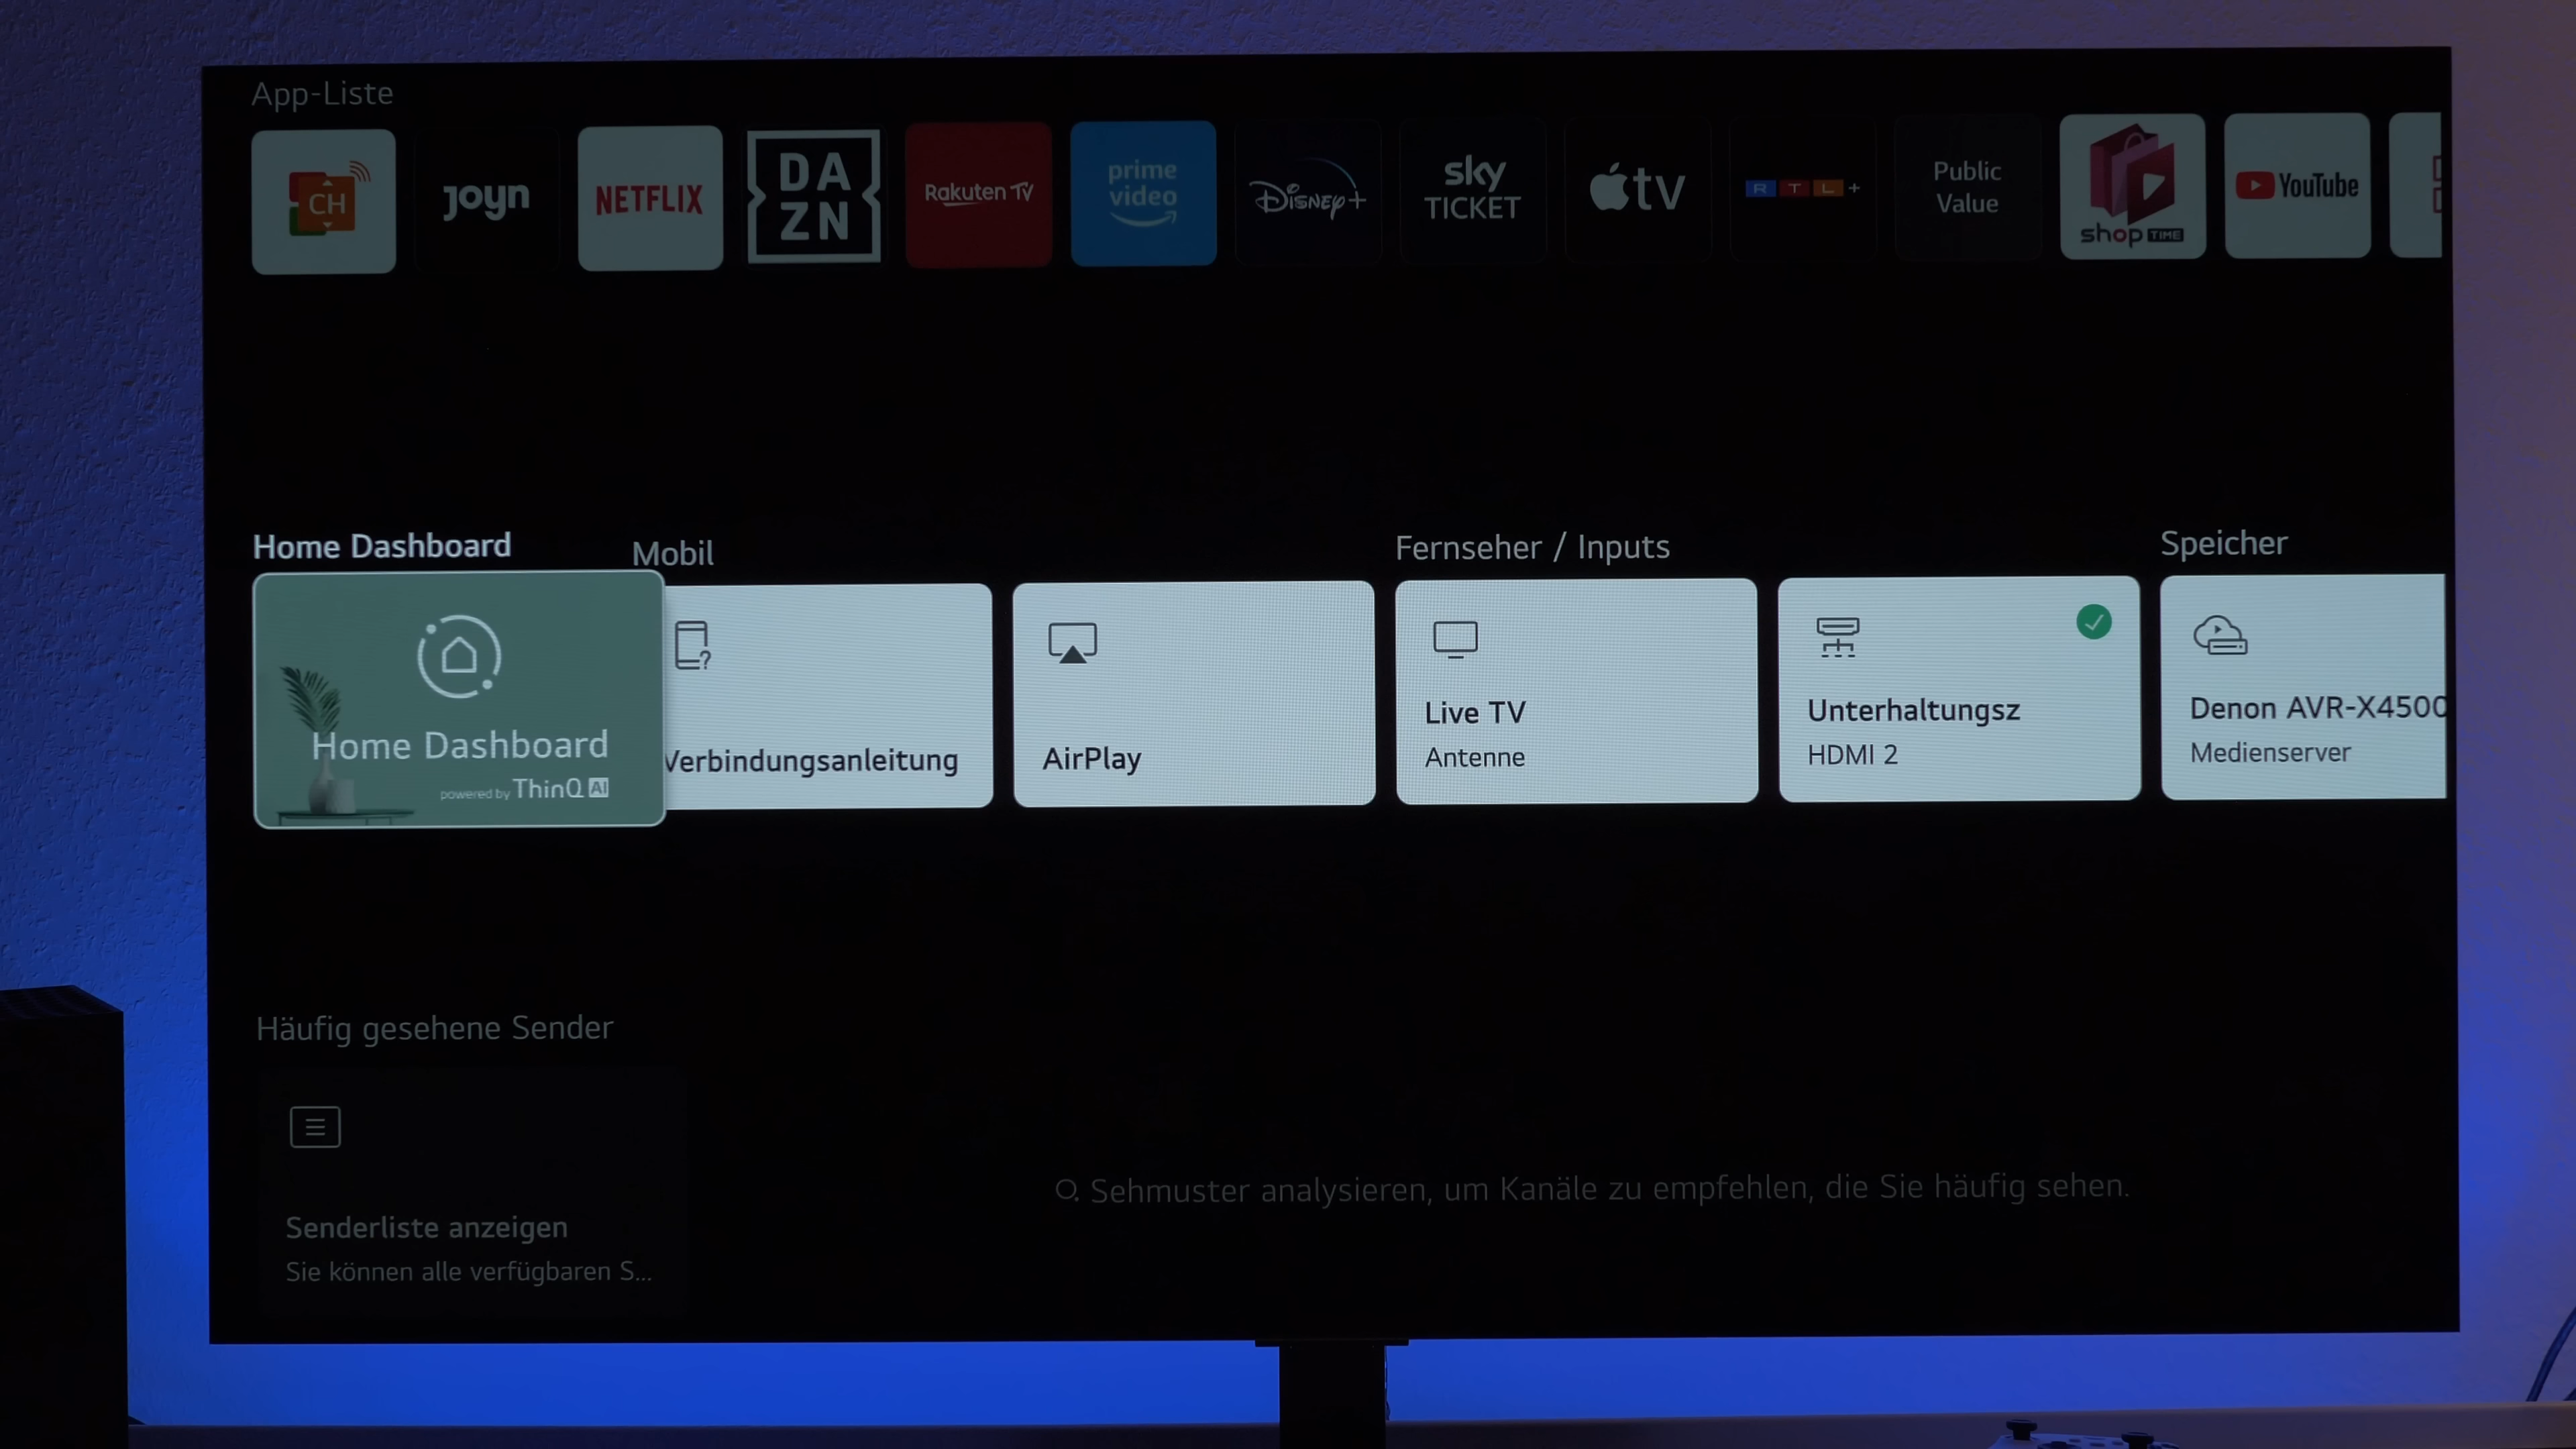 App-Liste
CH
joyn
NETFLIX
DA
ZN
Rakuten TV
prime
video
Disney+
sky
TICKET
tv
RTL+
Public
Value
shop TIME
YouTube
Home Dashboard
Mobil
Fernseher / Inputs
Speicher
Home Dashboard
powered by ThinQ AI
Verbindungsanleitung
AirPlay
Live TV
Antenne
Unterhaltungsz
HDMI 2
Denon AVR-X4500
Medienserver
Häufig gesehene Sender
Senderliste anzeigen
Sie können alle verfügbaren S...
Sehmuster analysieren, um Kanäle zu empfehlen, die Sie häufig sehen.